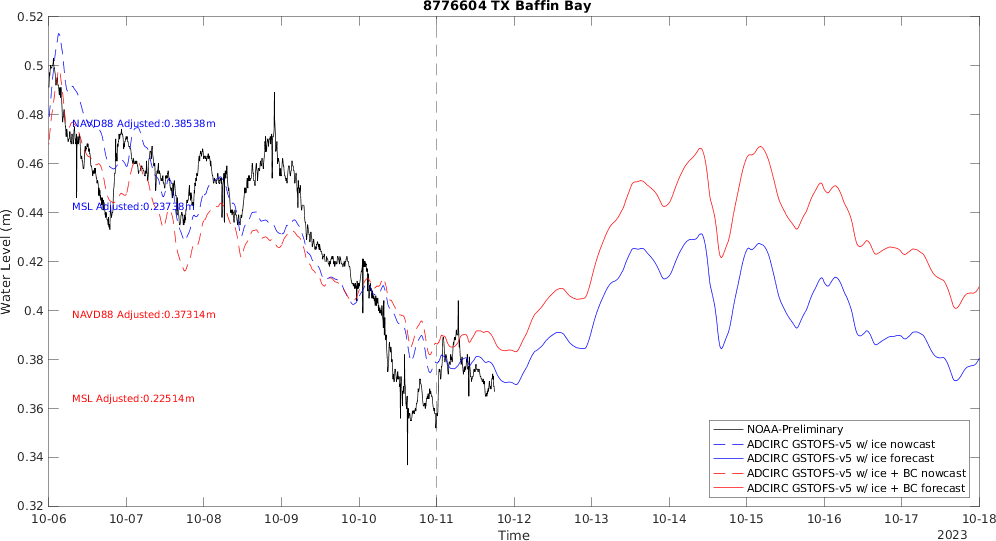 8776604 TX Baffin Bay
0.52
0.5
0.48
0.46
0.44
0.42
0.4
0.38
0.36
0.34
0.32
Water Level (m)
NAVD88 Adjusted:0.38538m
MSL Adjusted:0.23738m
NAVD88 Adjusted:0.37314m
MSL Adjusted:0.22514m
NOAA-Preliminary
ADCIRC GSTOFS-v5 w/ ice nowcast
ADCIRC GSTOFS-v5 w/ ice forecast
ADCIRC GSTOFS-v5 w/ ice + BC nowcast
ADCIRC GSTOFS-v5 w/ ice + BC forecast
10-06 10-07 10-08 10-09 10-10 10-11 10-12 10-13 10-14 10-15 10-16 10-17 10-18
Time
2023